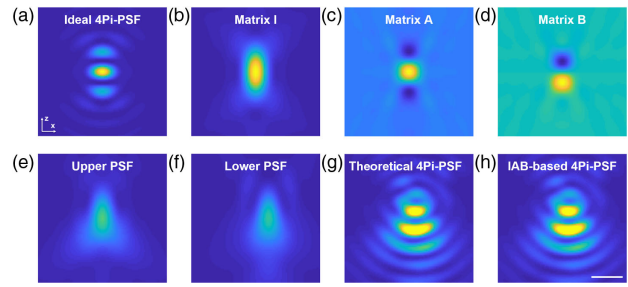 (a) Ideal 4Pi-PSF
(b) Matrix I
(c) Matrix A
(d) Matrix B
z
x
(e) Upper PSF
(f) Lower PSF
(g) Theoretical 4Pi-PSF
(h) IAB-based 4Pi-PSF